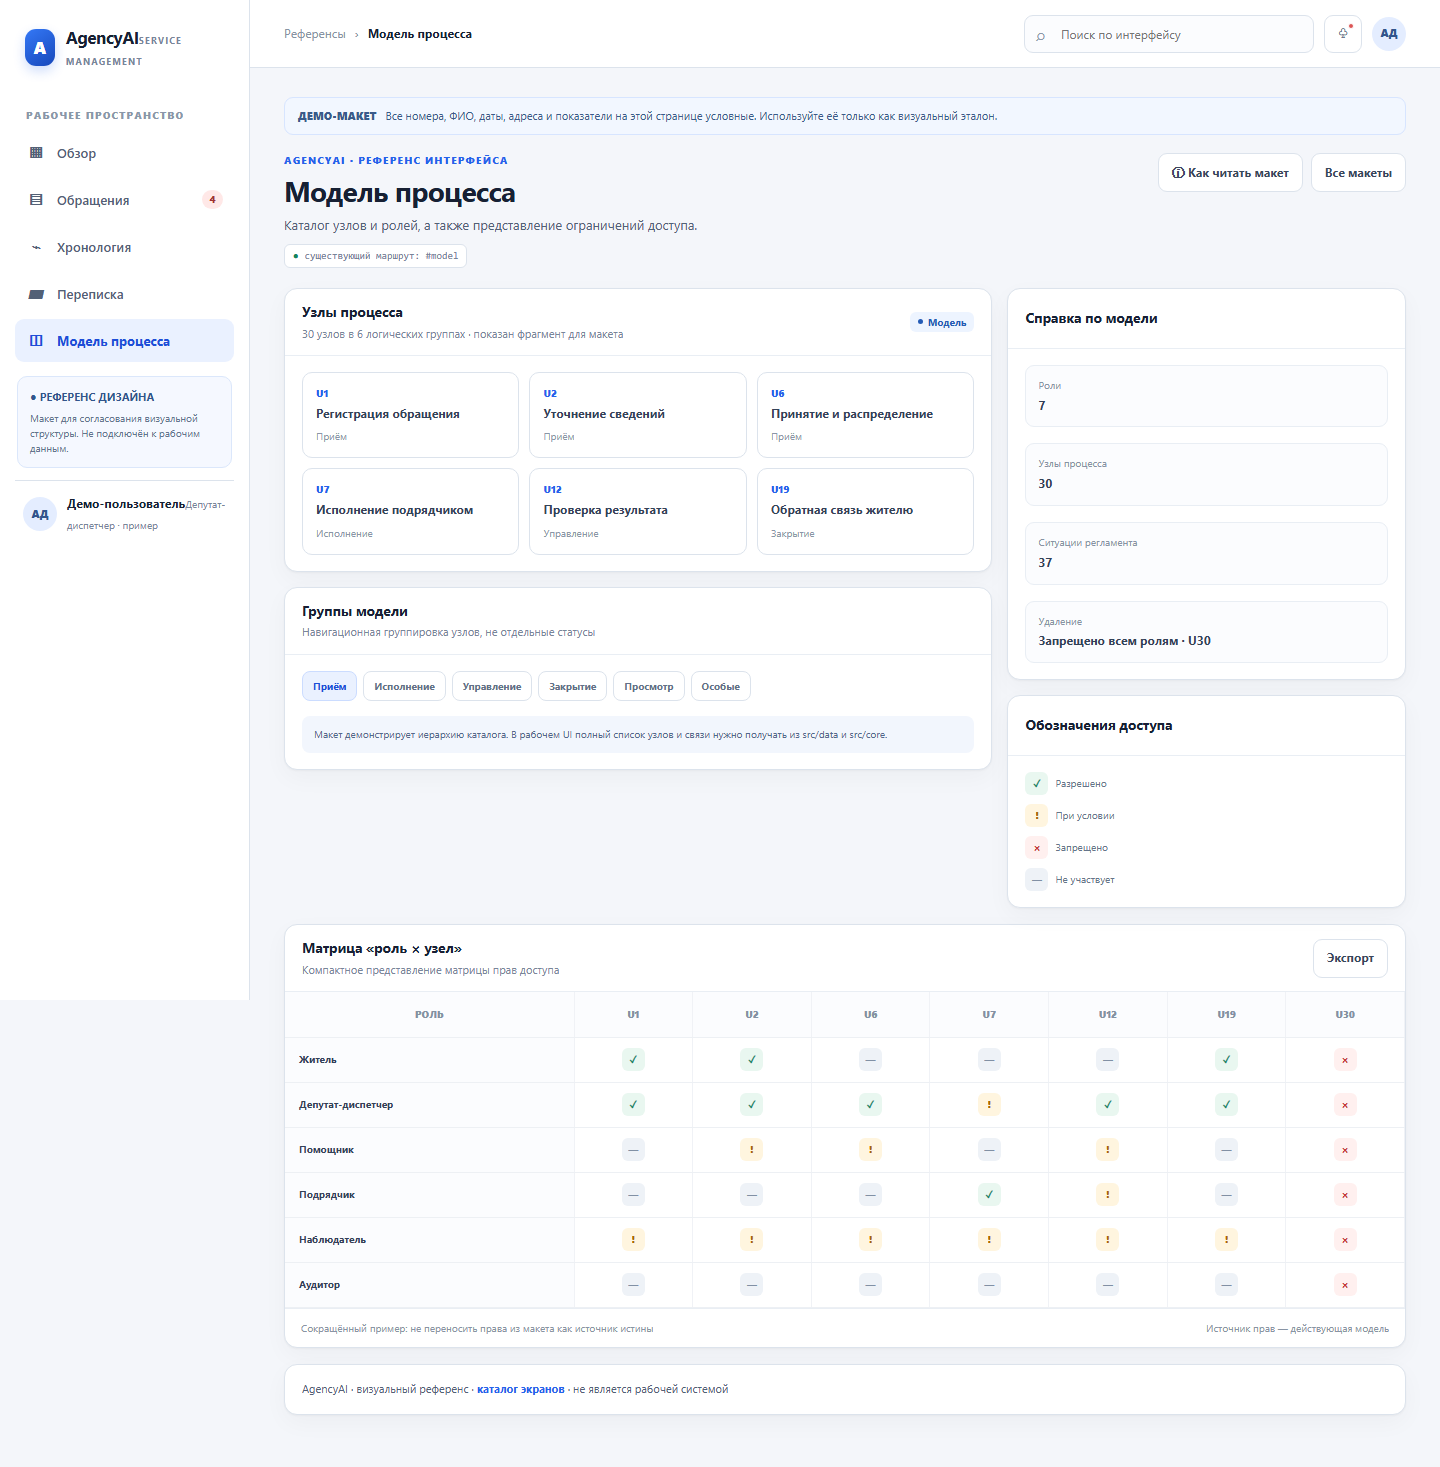 A
AgencyAI SERVICE
MANAGEMENT
РАБОЧЕЕ ПРОСТРАНСТВО
Обзор
Обращения 4
Хронология
Переписка
Модель процесса
● РЕФЕРЕНС ДИЗАЙНА
Макет для согласования визуальной
структуры. Не подключён к рабочим
данным.
АД
Демо-пользователь Депутат-
диспетчер · пример
Референсы › Модель процесса
Поиск по интерфейсу
АД
ДЕМО-МАКЕТ Все номера, ФИО, даты, адреса и показатели на этой странице условные. Используйте её только как визуальный эталон.
AGENCYAI · РЕФЕРЕНС ИНТЕРФЕЙСА
Модель процесса
Каталог узлов и ролей, а также представление ограничений доступа.
● существующий маршрут: #model
ⓘ Как читать макет
Все макеты
Узлы процесса
30 узлов в 6 логических группах · показан фрагмент для макета
● Модель
U1
Регистрация обращения
Приём
U2
Уточнение сведений
Приём
U6
Принятие и распределение
Приём
U7
Исполнение подрядчиком
Исполнение
U12
Проверка результата
Управление
U19
Обратная связь жителю
Закрытие
Группы модели
Навигационная группировка узлов, не отдельные статусы
Приём Исполнение Управление Закрытие Просмотр Особые
Макет демонстрирует иерархию каталога. В рабочем UI полный список узлов и связи нужно получать из src/data и src/core.
Справка по модели
Роли
7
Узлы процесса
30
Ситуации регламента
37
Удаление
Запрещено всем ролям · U30
Обозначения доступа
✓ Разрешено
! При условии
× Запрещено
— Не участвует
Матрица «роль × узел»
Компактное представление матрицы прав доступа
Экспорт
РОЛЬ U1 U2 U6 U7 U12 U19 U30
Житель ✓ ✓ — — — ✓ ×
Депутат-диспетчер ✓ ✓ ✓ ! ✓ ✓ ×
Помощник — ! ! — ! — ×
Подрядчик — — — ✓ ! — ×
Наблюдатель ! ! ! ! ! ! ×
Аудитор — — — — — — ×
Сокращённый пример: не переносить права из макета как источник истины
Источник прав — действующая модель
AgencyAI · визуальный референс · каталог экранов · не является рабочей системой